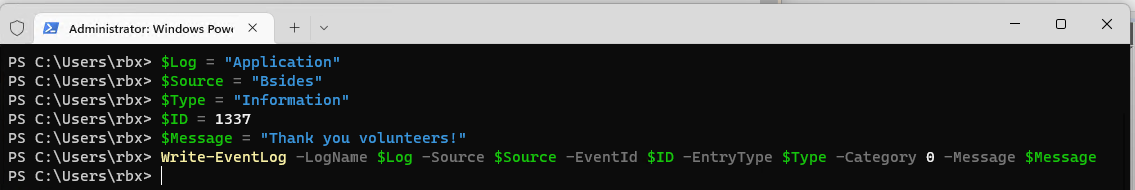 Administrator: Windows Powe
PS C:\Users\rbx> $Log = "Application"
PS C:\Users\rbx> $Source = "Bsides"
PS C:\Users\rbx> $Type = "Information"
PS C:\Users\rbx> $ID = 1337
PS C:\Users\rbx> $Message = "Thank you volunteers!"
PS C:\Users\rbx> Write-EventLog -LogName $Log -Source $Source -EventId $ID -EntryType $Type -Category 0 -Message $Message
PS C:\Users\rbx>